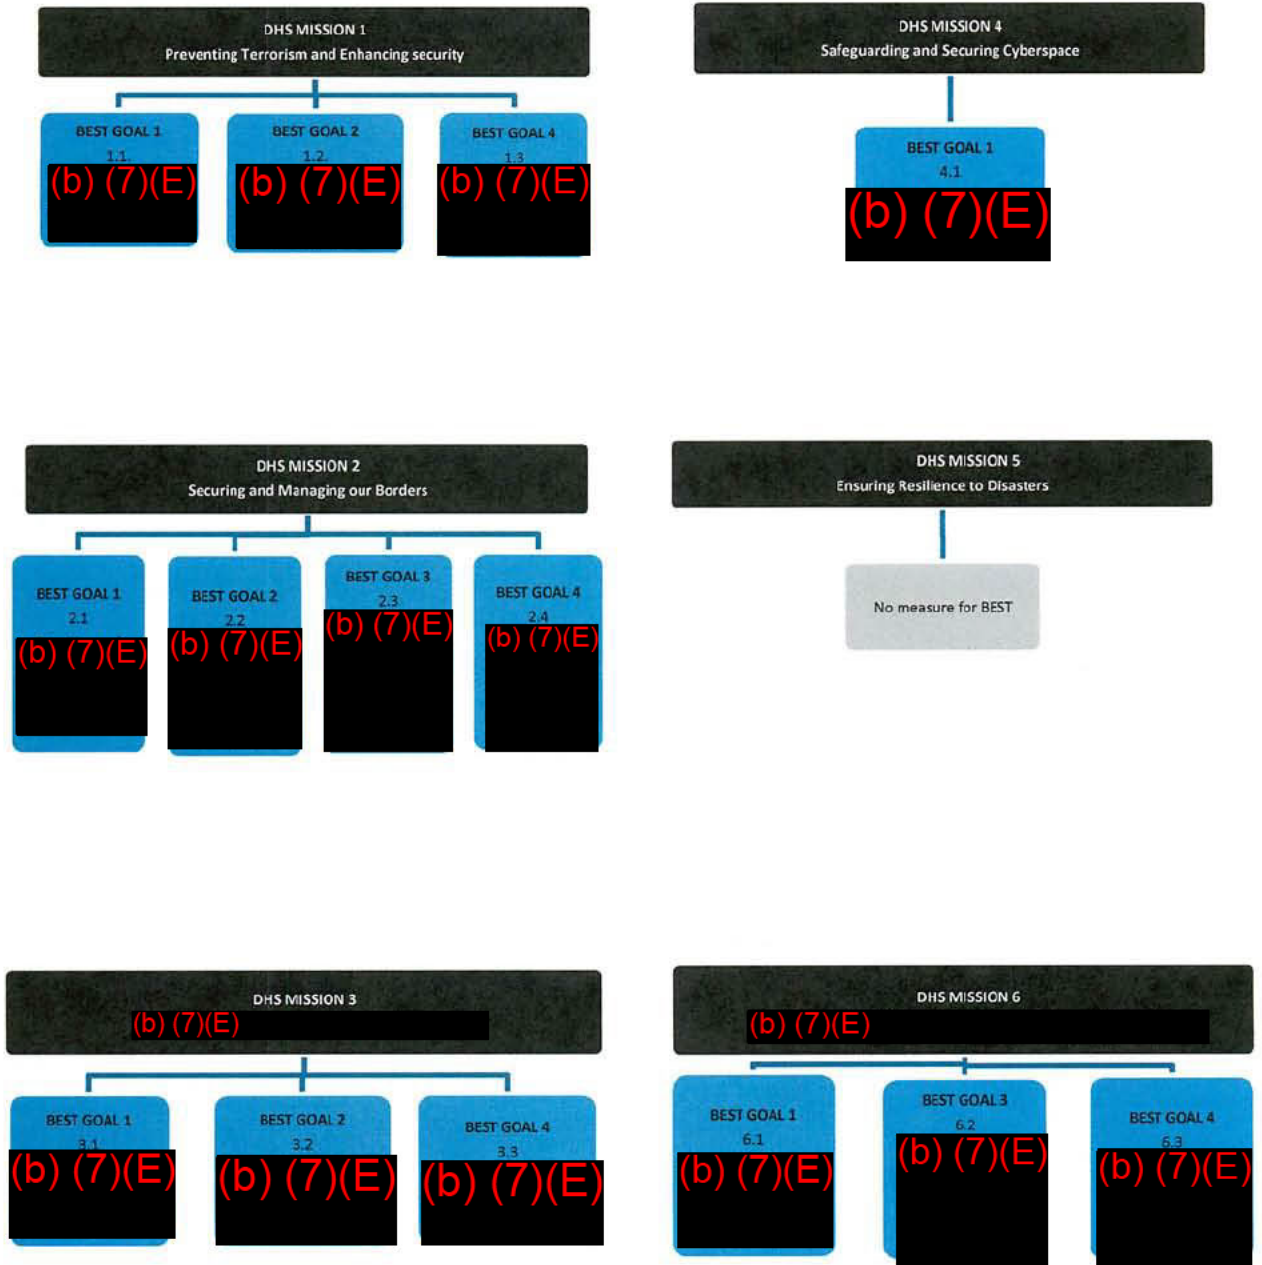 DHS MISSION 1
Preventing Terrorism and Enhancing security
BEST GOAL 1
1.1.
(b) (7)(E)
BEST GOAL 2
1.2.
(b) (7)(E)
BEST GOAL 4
1.3
(b) (7)(E)
DHS MISSION 4
Safeguarding and Securing Cyberspace
BEST GOAL 1
4.1
(b) (7)(E)
DHS MISSION 2
Securing and Managing our Borders
BEST GOAL 1
2.1
(b) (7)(E)
BEST GOAL 2
2.2
(b) (7)(E)
BEST GOAL 3
2.3
(b) (7)(E)
BEST GOAL 4
2.4
(b) (7)(E)
DHS MISSION 5
Ensuring Resilience to Disasters
No measure for BEST
DHS MISSION 3
(b) (7)(E)
BEST GOAL 1
3.1
(b) (7)(E)
BEST GOAL 2
3.2
(b) (7)(E)
BEST GOAL 4
3.3
(b) (7)(E)
DHS MISSION 6
(b) (7)(E)
BEST GOAL 1
6.1
(b) (7)(E)
BEST GOAL 3
6.2
(b) (7)(E)
BEST GOAL 4
6.3
(b) (7)(E)